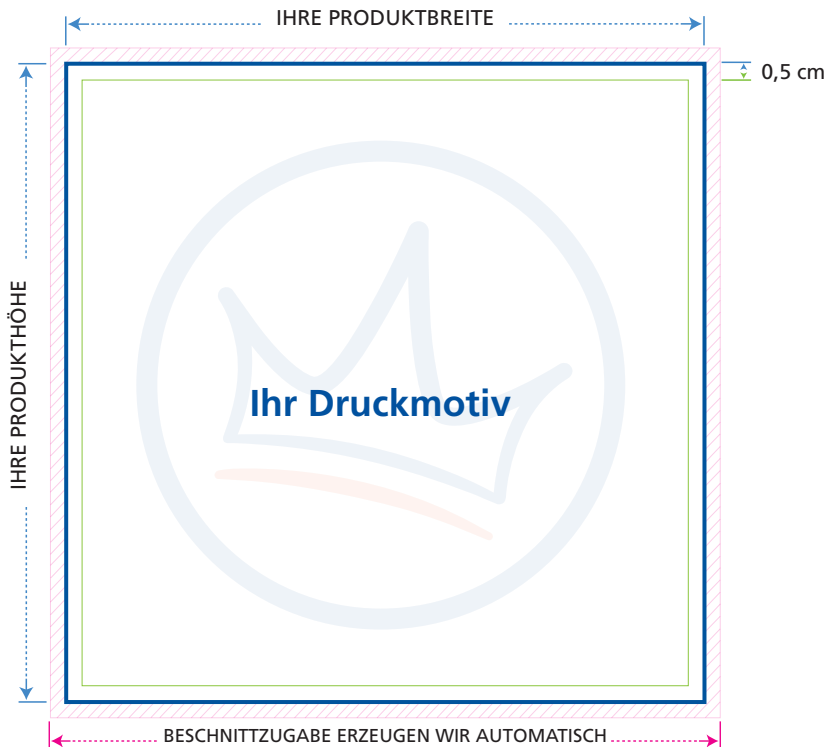 IHRE PRODUKTBREITE
0,5 cm
IHRE PRODUKTHÖHE
Ihr Druckmotiv
BESCHNITTZUGABE ERZEUGEN WIR AUTOMATISCH